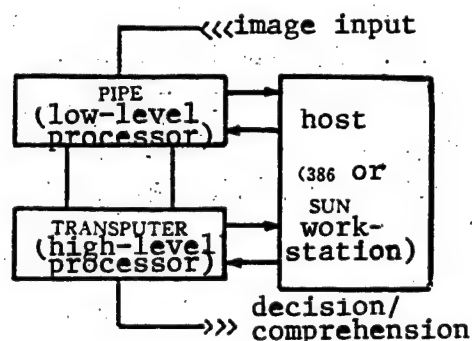 <<<image input
PIPE
(low-level
processor)
host
(386 or
SUN
work-
station)
TRANSPUTER
(high-level
processor)
decision/
>>>comprehension